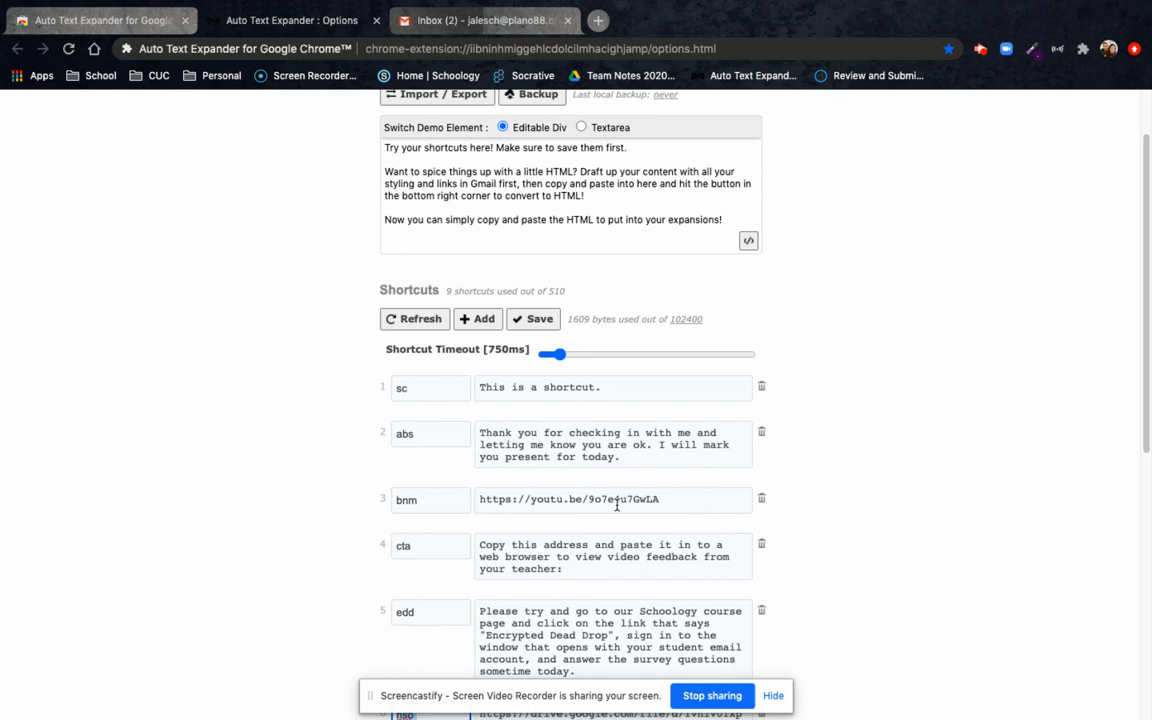 Auto Text Expander for Google
Auto Text Expander : Options
Inbox (2) - jalesch@plano88.o
Auto Text Expander for Google Chrome™ chrome-extension://iibninhmiggehlcdolcilmhacighjamp/options.html
Apps School CUC Personal Screen Recorder... Home | Schoology Socrative Team Notes 2020... Auto Text Expand... Review and Submi...
Import / Export Backup Last local backup: never
Switch Demo Element : Editable Div Textarea
Try your shortcuts here! Make sure to save them first.
Want to spice things up with a little HTML? Draft up your content with all your
styling and links in Gmail first, then copy and paste into here and hit the button in
the bottom right corner to convert to HTML!
Now you can simply copy and paste the HTML to put into your expansions!
Shortcuts 9 shortcuts used out of 510
Refresh Add Save 1609 bytes used out of 102400
Shortcut Timeout [750ms]
1 sc This is a shortcut.
2 abs Thank you for checking in with me and
letting me know you are ok. I will mark
you present for today.
3 bnm
4 cta Copy this address and paste it in to a
web browser to view video feedback from
your teacher:
5 edd Please try and go to our Schoology course
page and click on the link that says
"Encrypted Dead Drop", sign in to the
window that opens with your student email
account, and answer the survey questions
sometime today.
Screencastify - Screen Video Recorder is sharing your screen. Stop sharing Hide